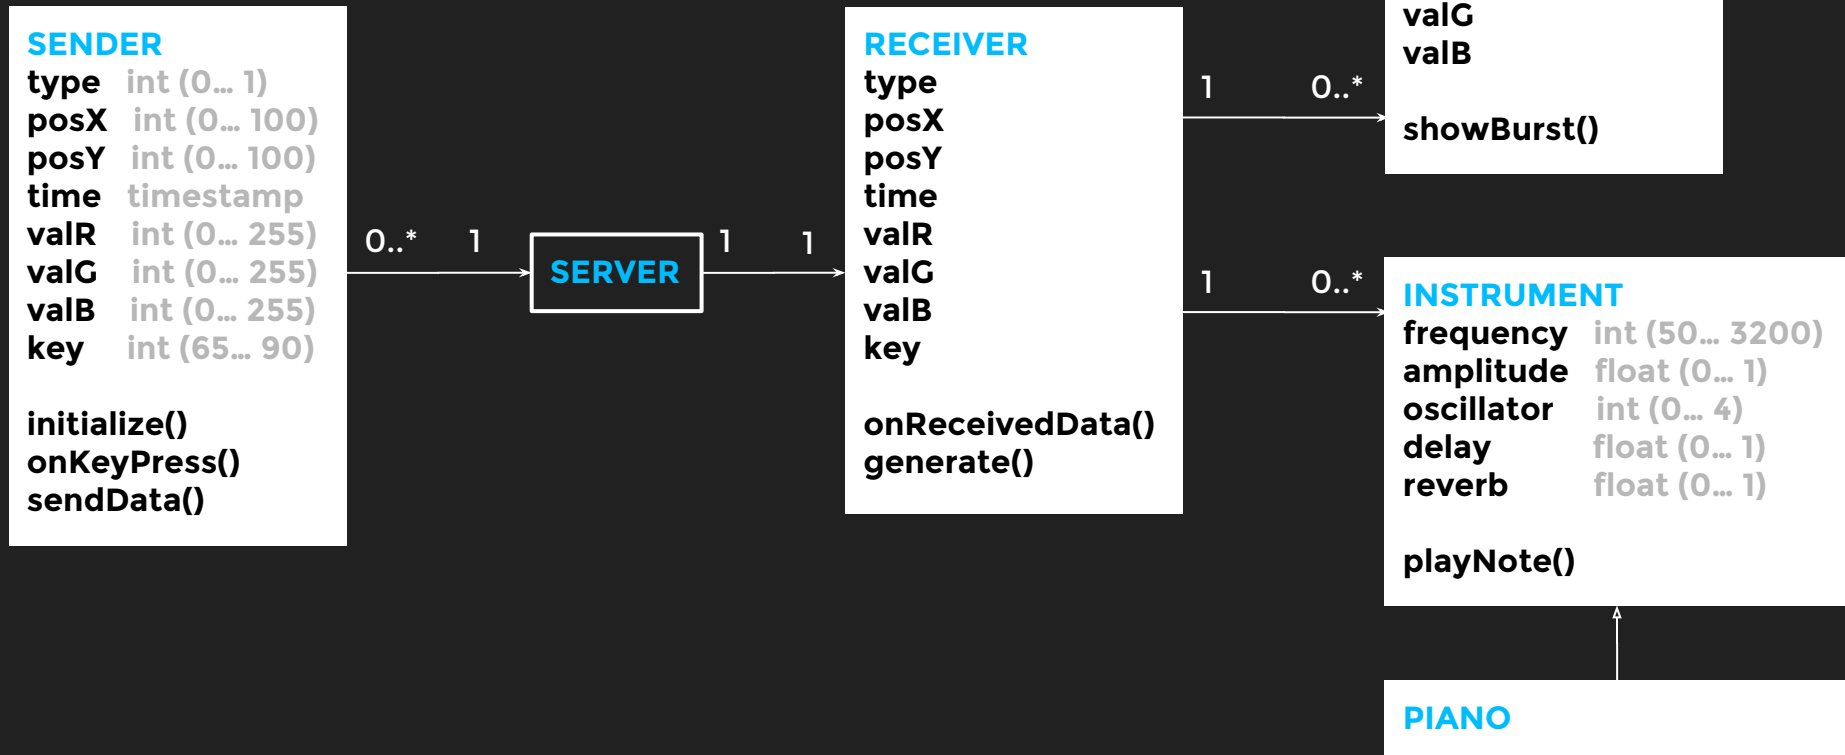 SENDER
type int (0... 1)
posX int (0... 100)
posY int (0... 100)
time timestamp
valR int (0... 255)
valG int (0... 255)
valB int (0... 255)
key int (65... 90)
initialize()
onKeyPress()
sendData()
0..* 1
SERVER
1 1
RECEIVER
type
posX
posY
time
valR
valG
valB
key
onReceivedData()
generate()
1 0..*
valG
valB
showBurst()
1 0..*
INSTRUMENT
frequency int (50... 3200)
amplitude float (0... 1)
oscillator int (0... 4)
delay float (0... 1)
reverb float (0... 1)
playNote()
PIANO